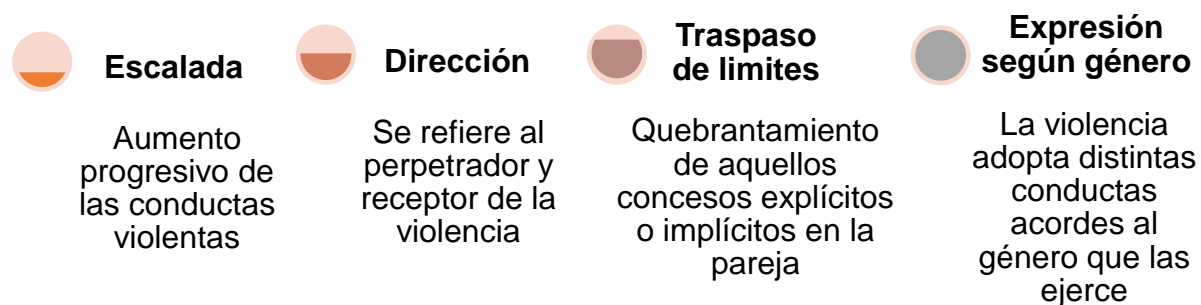 Escalada
Aumento
progresivo de
las conductas
violentas
Dirección
Se refiere al
perpetrador y
receptor de la
violencia
Traspaso
de limites
Quebrantamiento
de aquellos
concesos explícitos
o implícitos en la
pareja
Expresión
según género
La violencia
adopta distintas
conductas
acordes al
género que las
ejerce